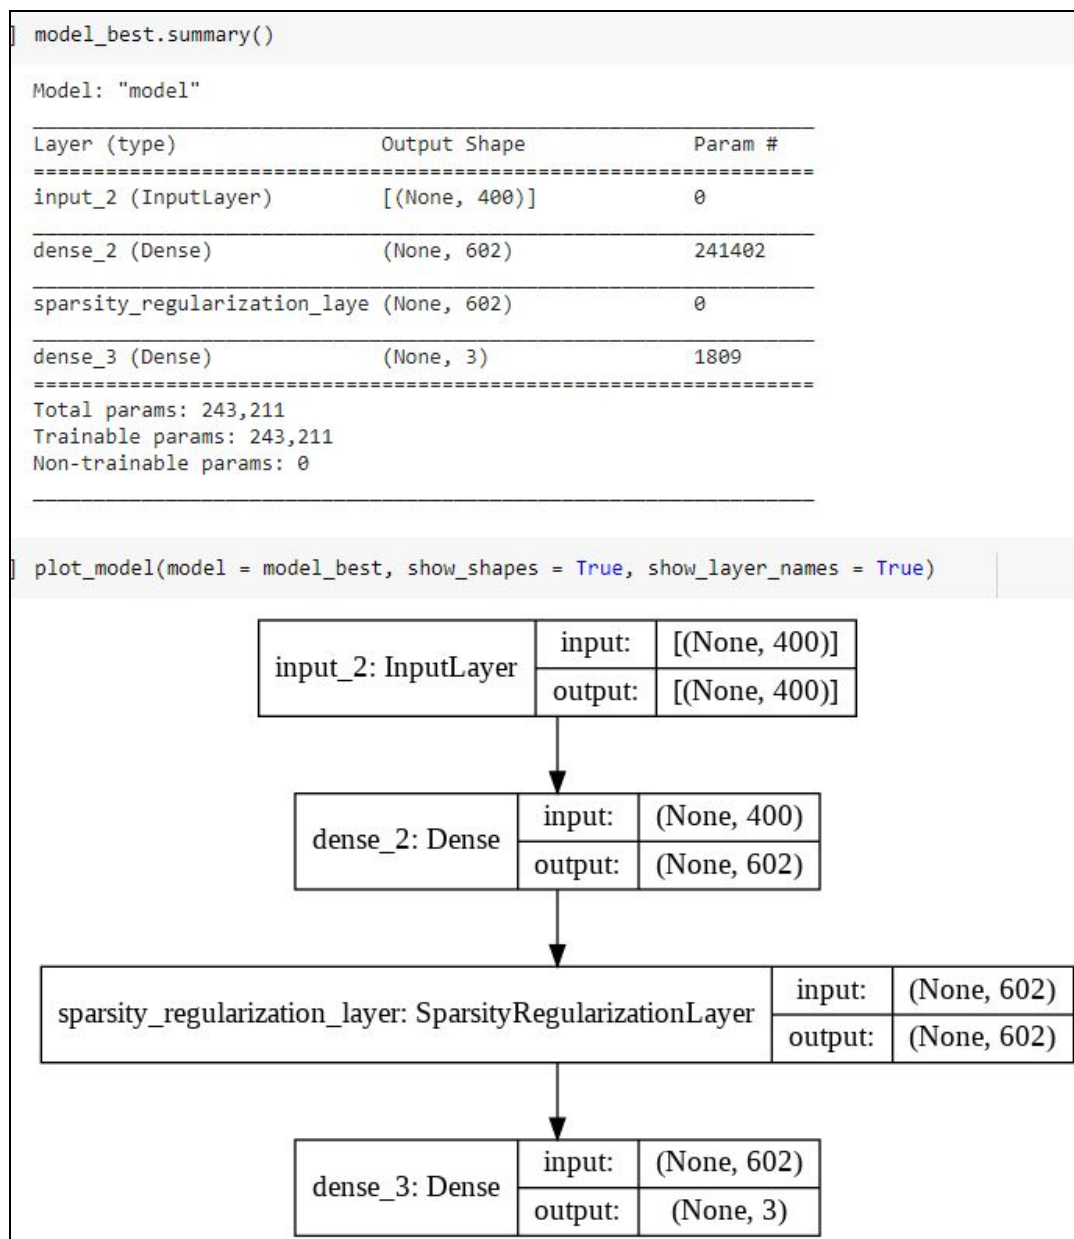 ] model_best.summary()
Model: "model"
Layer (type) Output Shape Param #
=================================================================
input_2 (InputLayer) [(None, 400)] 0
dense_2 (Dense) (None, 602) 241402
sparsity_regularization_laye (None, 602) 0
dense_3 (Dense) (None, 3) 1809
=================================================================
Total params: 243,211
Trainable params: 243,211
Non-trainable params: 0
] plot_model(model = model_best, show_shapes = True, show_layer_names = True)
input_2: InputLayer
input: [(None, 400)]
output: [(None, 400)]
dense_2: Dense
input: (None, 400)
output: (None, 602)
sparsity_regularization_layer: SparsityRegularizationLayer
input: (None, 602)
output: (None, 602)
dense_3: Dense
input: (None, 602)
output: (None, 3)